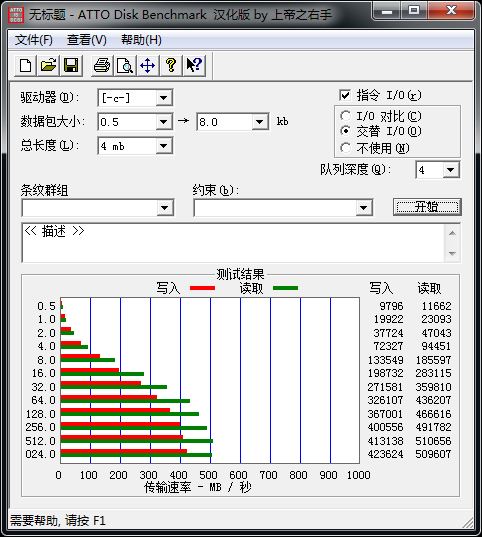 无标题 - ATTO Disk Benchmark 汉化版 by 上帝之右手
文件(F) 查看(V) 帮助(H)
驱动器(D): [-c-]
指令 I/O(r)
数据包大小: 0.5 → 8.0 kb
I/O 对比(C)
交替 I/O(O)
总长度(L): 4 mb
不使用(N)
队列深度(Q): 4
条纹群组 约束(b):
开始
<< 描述 >>
测试结果
写入 读取 写入 读取
0.5 9796 11662
1.0 19922 23093
2.0 37724 47043
4.0 72327 94451
8.0 133549 185597
16.0 198732 283115
32.0 271581 359810
64.0 326107 436207
128.0 367001 466616
256.0 400556 491782
512.0 413138 510656
024.0 423624 509607
0 100 200 300 400 500 600 700 800 900 1000
传输速率 - MB / 秒
需要帮助, 请按 F1